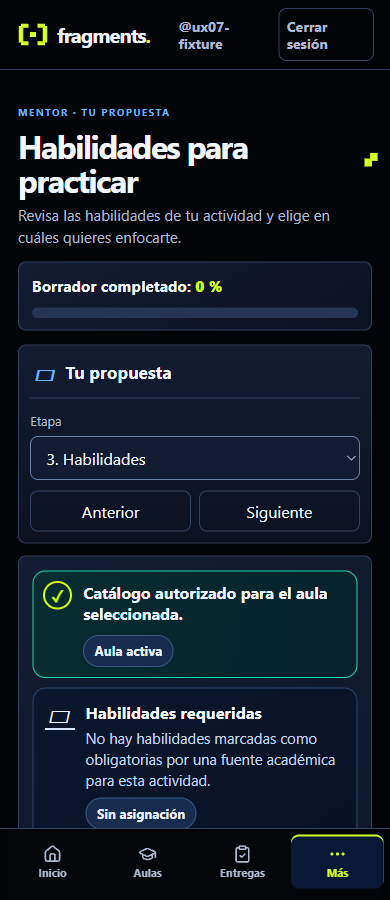 fragments.
@ux07-
fixture
Cerrar
sesión
MENTOR · TU PROPUESTA
Habilidades para
practicar
Revisa las habilidades de tu actividad y elige en
cuáles quieres enfocarte.
Borrador completado: 0 %
Tu propuesta
Etapa
3. Habilidades
Anterior
Siguiente
Catálogo autorizado para el aula
seleccionada.
Aula activa
Habilidades requeridas
No hay habilidades marcadas como
obligatorias por una fuente académica
para esta actividad.
Sin asignación
Inicio
Aulas
Entregas
Más